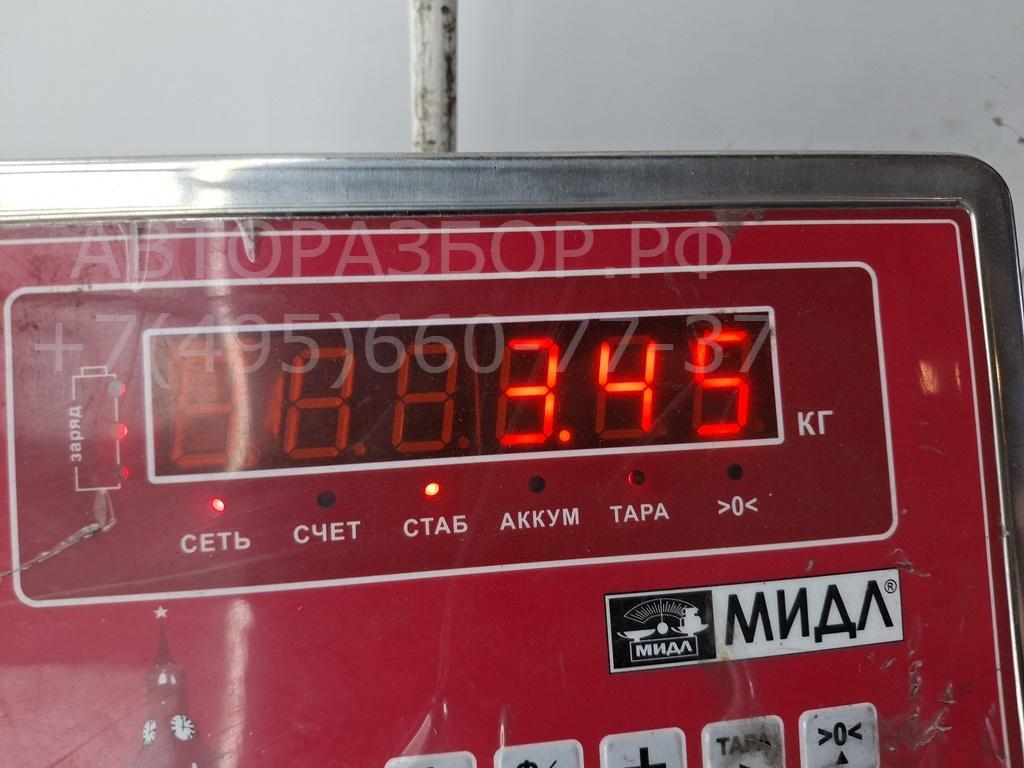 АВТОРАЗБОР.РФ
+7(495)660-77-37
3.45
КГ
заряд
СЕТЬ СЧЕТ СТАБ АККУМ ТАРА >0<
МИДЛ МИДЛ®
+ ТАРА >0<